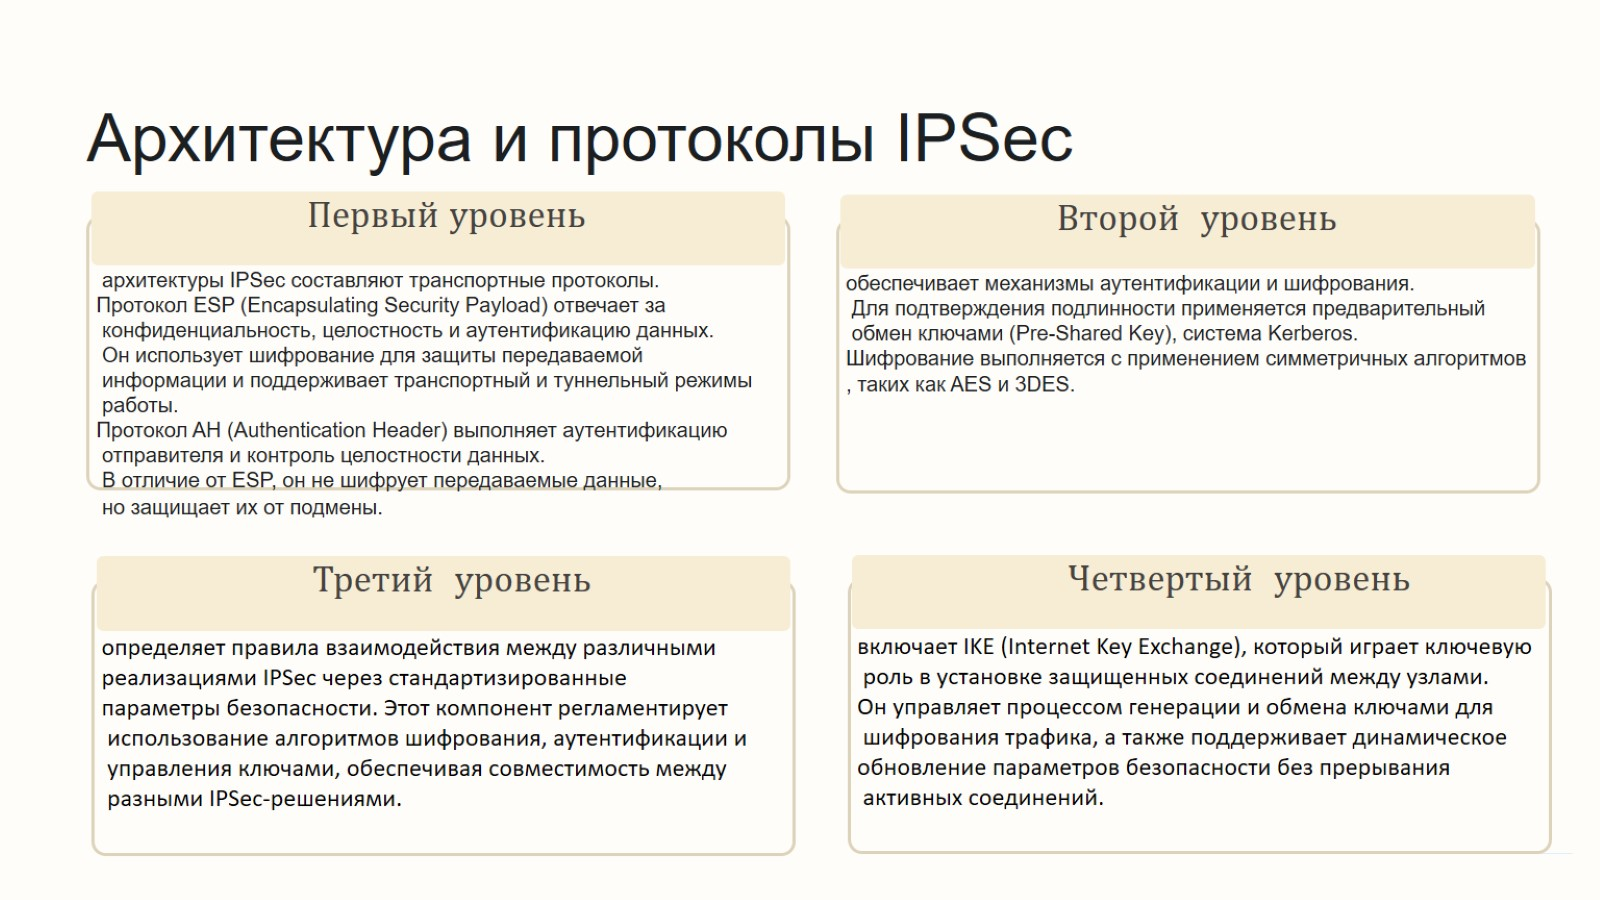 Архитектура и протоколы IPSec
Первый уровень
архитектуры IPSec составляют транспортные протоколы.
Протокол ESP (Encapsulating Security Payload) отвечает за
конфиденциальность, целостность и аутентификацию данных.
Он использует шифрование для защиты передаваемой
информации и поддерживает транспортный и туннельный режимы
работы.
Протокол AH (Authentication Header) выполняет аутентификацию
отправителя и контроль целостности данных.
В отличие от ESP, он не шифрует передаваемые данные,
но защищает их от подмены.
Второй уровень
обеспечивает механизмы аутентификации и шифрования.
Для подтверждения подлинности применяется предварительный
обмен ключами (Pre-Shared Key), система Kerberos.
Шифрование выполняется с применением симметричных алгоритмов
, таких как AES и 3DES.
Третий уровень
определяет правила взаимодействия между различными
реализациями IPSec через стандартизированные
параметры безопасности. Этот компонент регламентирует
использование алгоритмов шифрования, аутентификации и
управления ключами, обеспечивая совместимость между
разными IPSec-решениями.
Четвертый уровень
включает IKE (Internet Key Exchange), который играет ключевую
роль в установке защищенных соединений между узлами.
Он управляет процессом генерации и обмена ключами для
шифрования трафика, а также поддерживает динамическое
обновление параметров безопасности без прерывания
активных соединений.